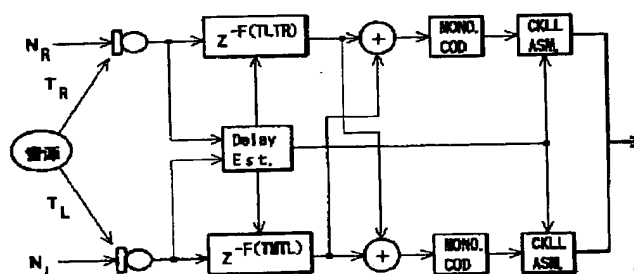 N_R
T_R
音源
T_L
N_L
Z^-F(TLTR)
Delay
Est.
Z^-F(TMTL)
+
+
MONO.
COD
MONO.
COD
CKLL
ASM.
CKLL
ASM.